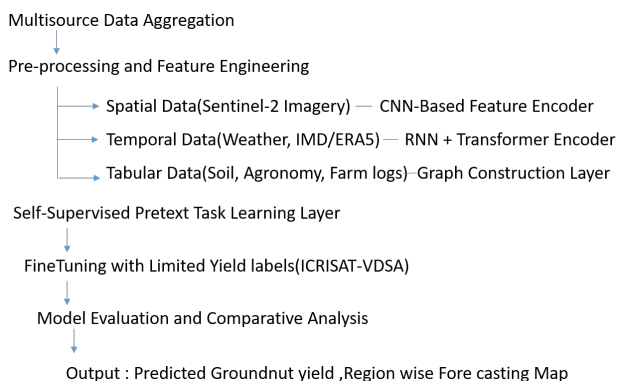 Multisource Data Aggregation
Pre-processing and Feature Engineering
Spatial Data(Sentinel-2 Imagery) — CNN-Based Feature Encoder
Temporal Data(Weather, IMD/ERA5) — RNN + Transformer Encoder
Tabular Data(Soil, Agronomy, Farm logs) Graph Construction Layer
Self-Supervised Pretext Task Learning Layer
FineTuning with Limited Yield labels(ICRISAT-VDSA)
Model Evaluation and Comparative Analysis
Output : Predicted Groundnut yield ,Region wise Fore casting Map